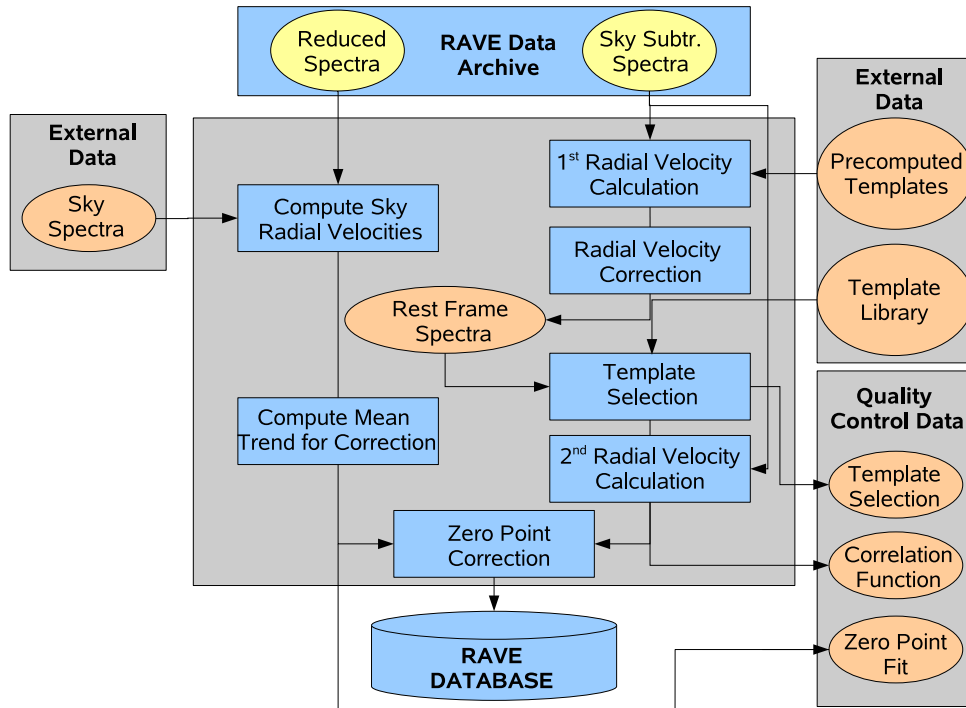 Reduced
Spectra
RAVE Data
Archive
Sky Subtr.
Spectra
External
Data
Sky
Spectra
External
Data
Precomputed
Templates
Template
Library
1st Radial Velocity
Calculation
Compute Sky
Radial Velocities
Radial Velocity
Correction
Rest Frame
Spectra
Template
Selection
Compute Mean
Trend for Correction
2nd Radial Velocity
Calculation
Zero Point
Correction
RAVE
DATABASE
Quality
Control Data
Template
Selection
Correlation
Function
Zero Point
Fit